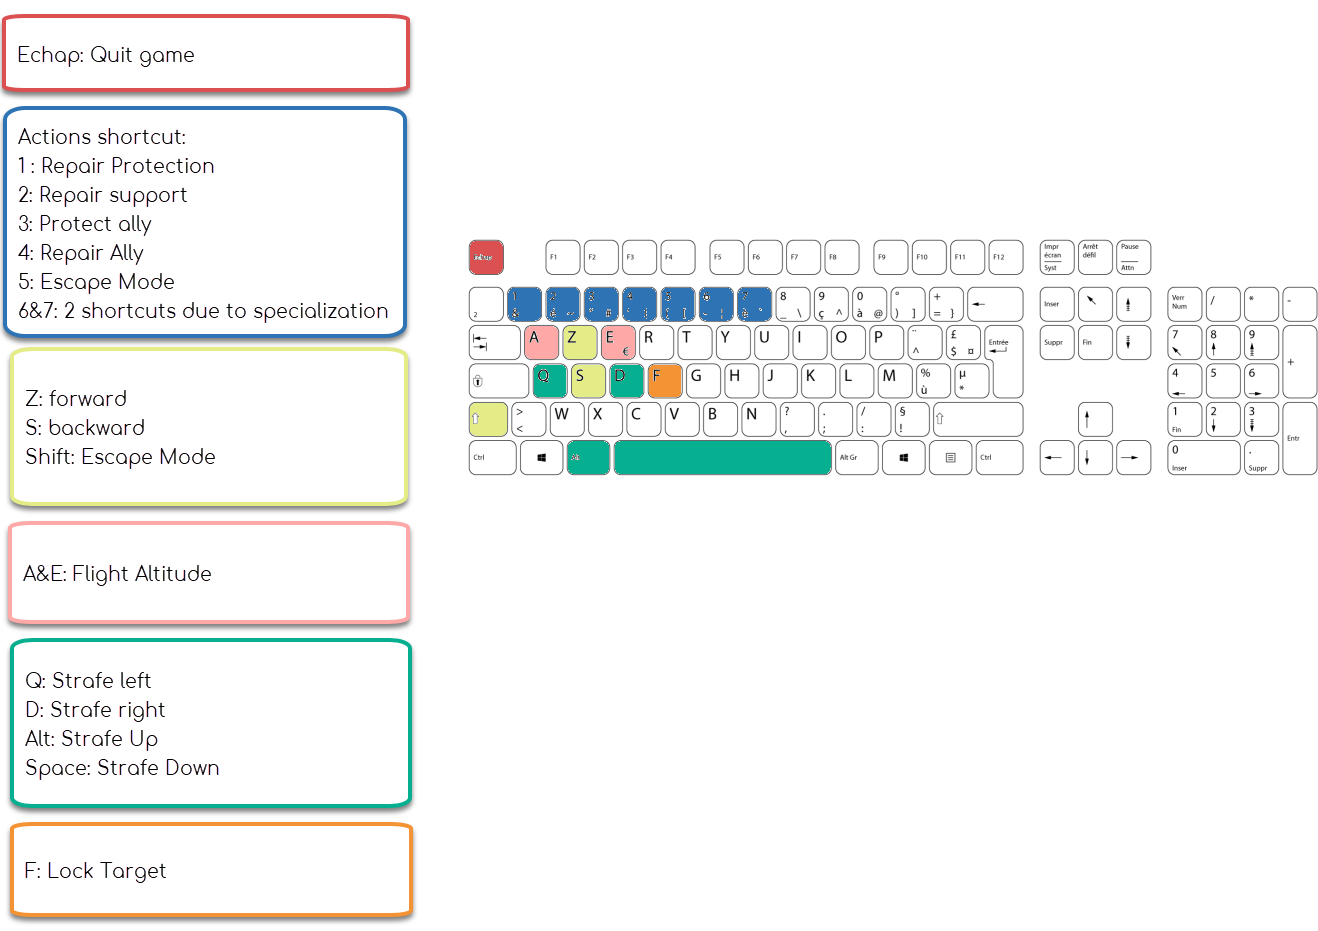 Echap: Quit game
Actions shortcut:
1: Repair Protection
2: Repair support
3: Protect ally
4: Repair Ally
5: Escape Mode
6&7: 2 shortcuts due to specialization
Z: forward
S: backward
Shift: Escape Mode
A&E: Flight Altitude
Q: Strafe left
D: Strafe right
Alt: Strafe Up
Space: Strafe Down
F: Lock Target
F1 F2 F3 F4 F5 F6 F7 F8 F9 F10 F11 F12
Impr écran Syst
Arrêt défil
Pause Attn
2 1 2 3 4 5 6 7 8 _ \ 9 ç ^ 0 à @ ° ) ] + = }
Inser
Verr Num / * -
A Z E € R T Y U I O P ¨ ^ £ $ ¤ Entrée
Suppr Fin
7 8 9 +
Q S D F G H J K L M % ù µ *
4 5 6
> < W X C V B N ? , . ; / : § !
1 Fin 2 3 Entr
Ctrl Alt Alt Gr Ctrl
0 Inser . Suppr